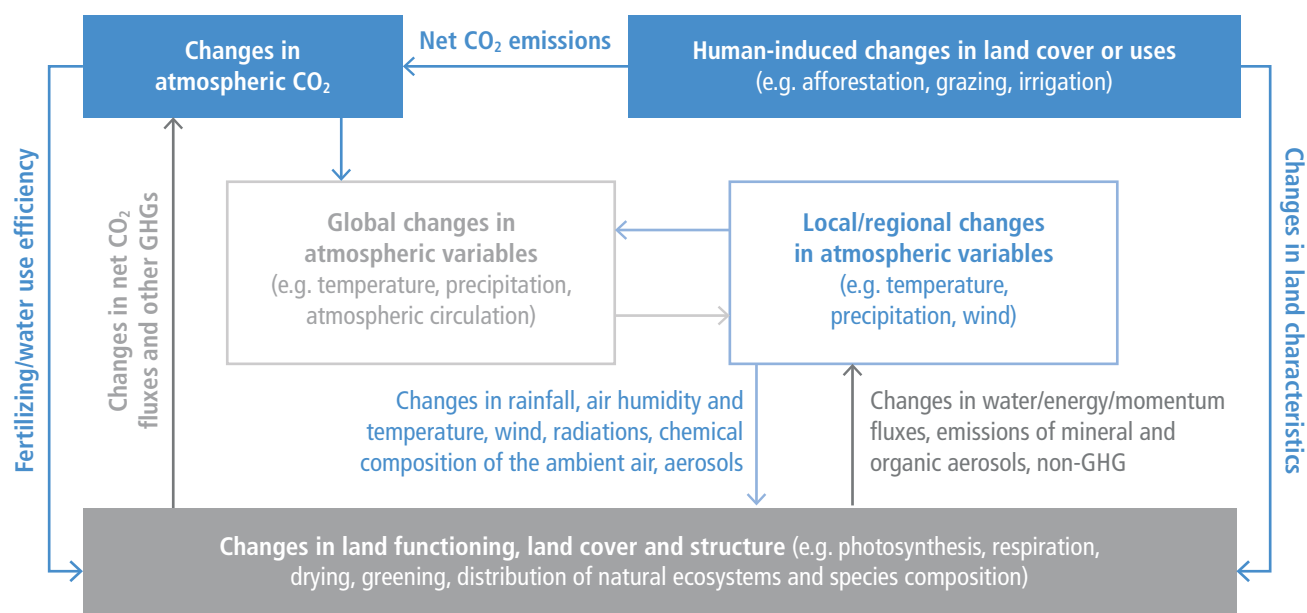 Changes in
atmospheric CO₂
Net CO₂ emissions
Human-induced changes in land cover or uses
(e.g. afforestation, grazing, irrigation)
Fertilizing/water use efficiency
Changes in net CO₂
fluxes and other GHGs
Global changes in
atmospheric variables
(e.g. temperature, precipitation,
atmospheric circulation)
Local/regional changes
in atmospheric variables
(e.g. temperature,
precipitation, wind)
Changes in land characteristics
Changes in rainfall, air humidity and
temperature, wind, radiations, chemical
composition of the ambient air, aerosols
Changes in water/energy/momentum
fluxes, emissions of mineral and
organic aerosols, non-GHG
Changes in land functioning, land cover and structure (e.g. photosynthesis, respiration,
drying, greening, distribution of natural ecosystems and species composition)